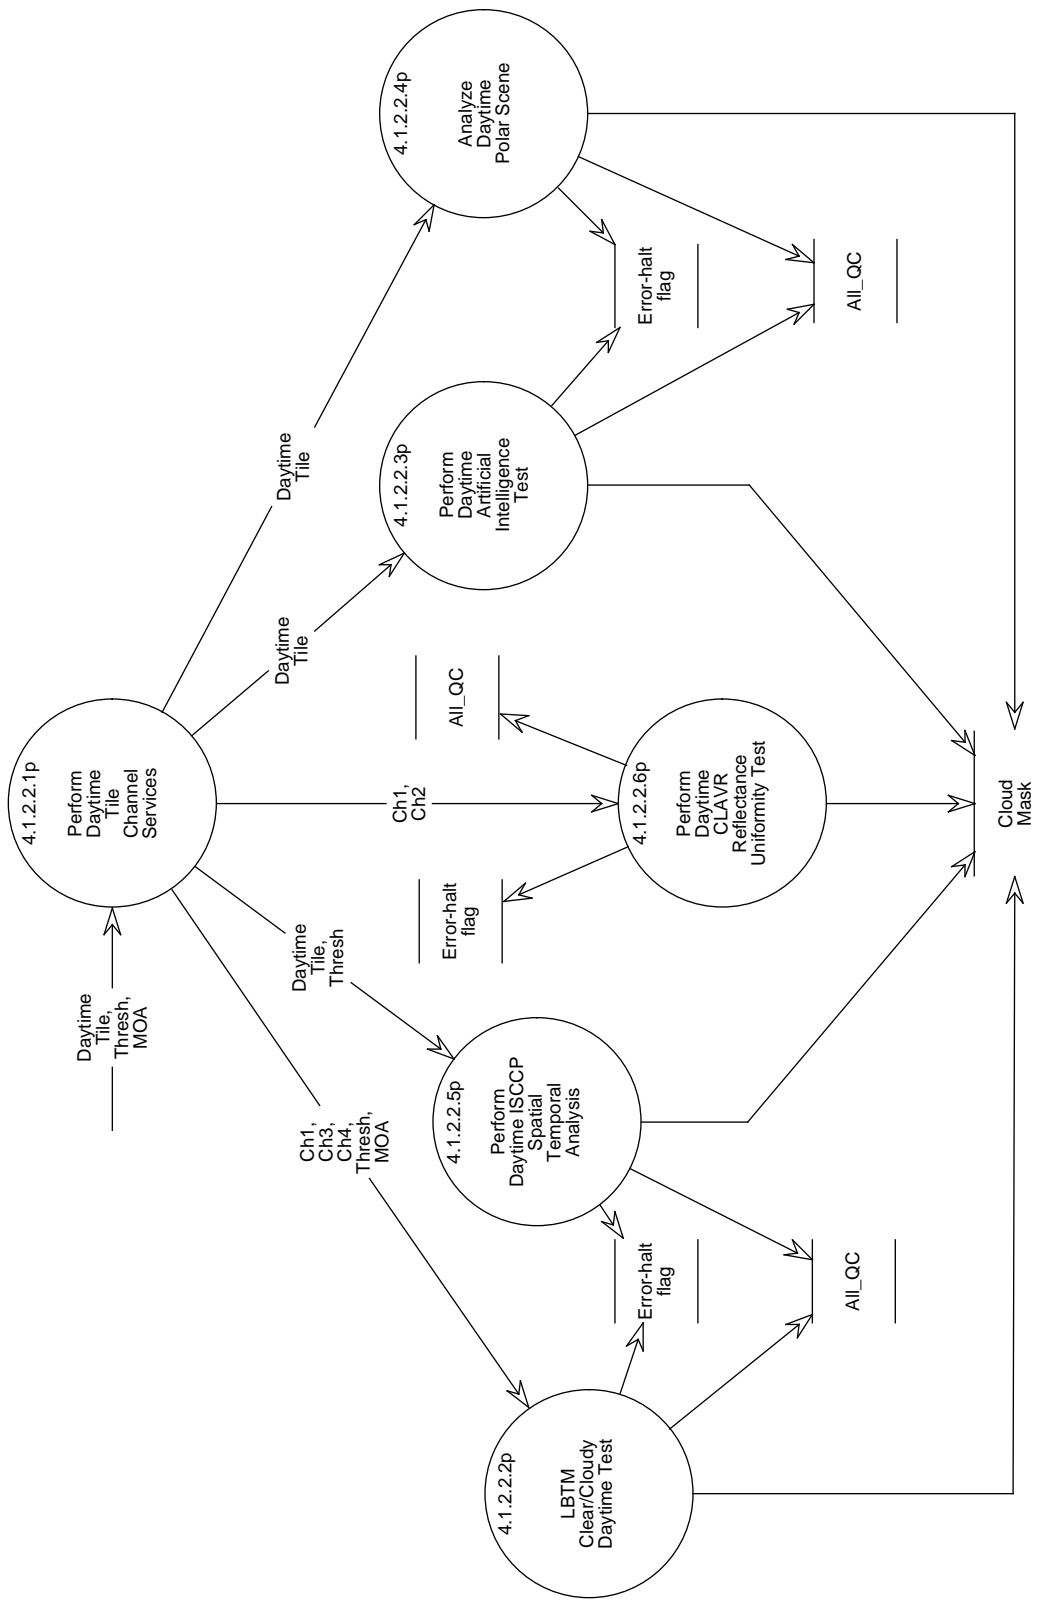 Daytime
Tile,
Thresh,
MOA
4.1.2.2.1p
Perform
Daytime
Tile
Channel
Services
Ch1,
Ch3,
Ch4,
Thresh,
MOA
Daytime
Tile,
Thresh
Ch1,
Ch2
Daytime
Tile
Daytime
Tile
4.1.2.2.2p
LBTM
Clear/Cloudy
Daytime Test
4.1.2.2.5p
Perform
Daytime ISCCP
Spatial
Temporal
Analysis
Error-halt
flag
All_QC
4.1.2.2.6p
Perform
Daytime
CLAVR
Reflectance
Uniformity Test
4.1.2.2.3p
Perform
Daytime
Artificial
Intelligence
Test
4.1.2.2.4p
Analyze
Daytime
Polar Scene
Error-halt
flag
All_QC
Error-halt
flag
All_QC
Cloud
Mask